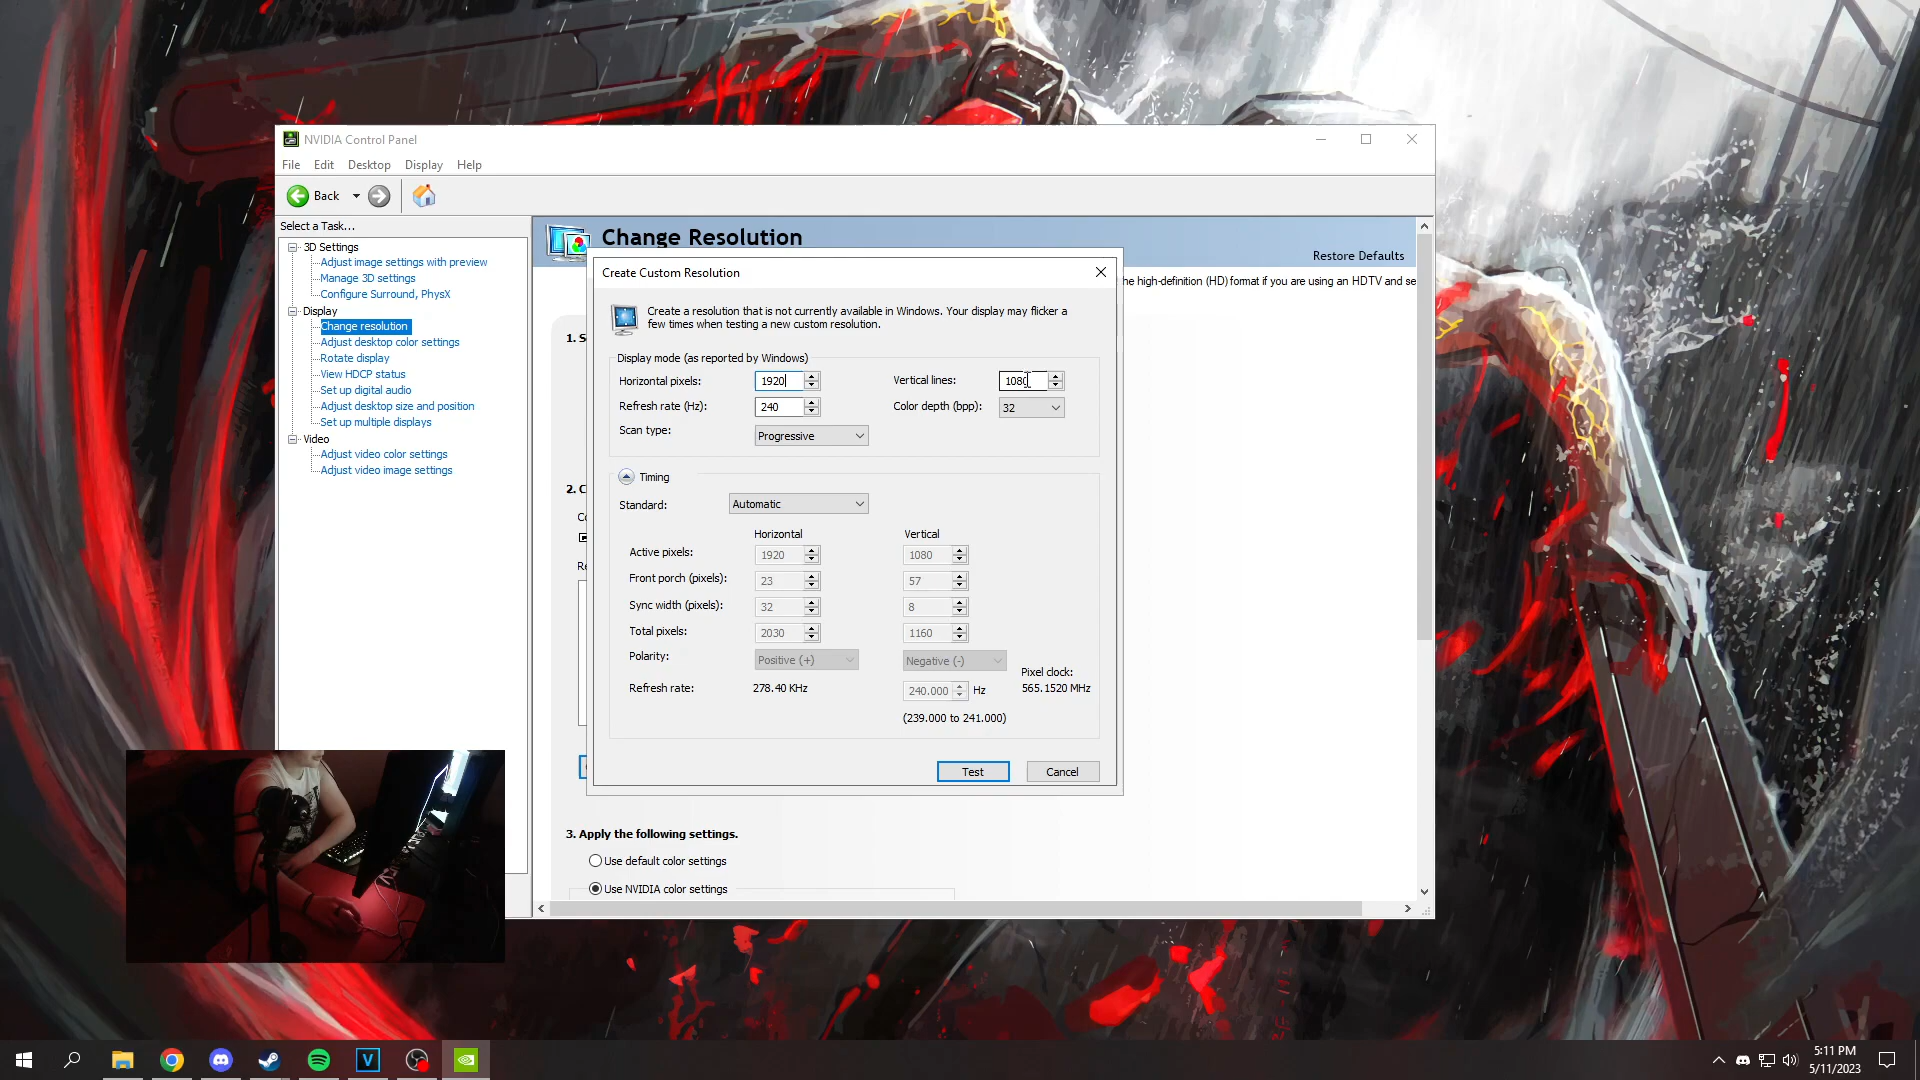 NVIDIA Control Panel
File Edit Desktop Display Help
Back
Select a Task...
3D Settings
Adjust image settings with preview
Manage 3D settings
Configure Surround, PhysX
Display
Change resolution
Adjust desktop color settings
Rotate display
View HDCP status
Set up digital audio
Adjust desktop size and position
Set up multiple displays
Video
Adjust video color settings
Adjust video image settings
Change Resolution
Restore Defaults
the high-definition (HD) format if you are using an HDTV and se
1. S
2. C
Re
Create Custom Resolution
Create a resolution that is not currently available in Windows. Your display may flicker a
few times when testing a new custom resolution.
Display mode (as reported by Windows)
Horizontal pixels: 1920 Vertical lines: 1080
Refresh rate (Hz): 240 Color depth (bpp): 32
Scan type: Progressive
Timing
Standard: Automatic
Horizontal Vertical
Active pixels: 1920 1080
Front porch (pixels): 23 57
Sync width (pixels): 32 8
Total pixels: 2030 1160
Polarity: Positive (+) Negative (-)
Pixel clock:
Refresh rate: 278.40 KHz 240.000 Hz 565.1520 MHz
(239.000 to 241.000)
Test Cancel
3. Apply the following settings.
Use default color settings
Use NVIDIA color settings
V
5:11 PM
5/11/2023